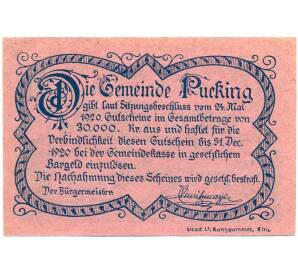 Die Gemeinde Pucking
gibt laut Sitzungsbeschluss vom 24. Mai
1920 Gutscheine im Gesamtbetrage von
30.000. Kr aus und haftet für die
Verbindlichkeit diesen Gutschein bis 31. Dez.
1920 bei der Gemeindekasse in gesetzlichem
Bargeld einzulösen.
Die Nachahmung dieses Scheines wird gesetzl. bestraft.
Der Bürgermeister:
Druck v.